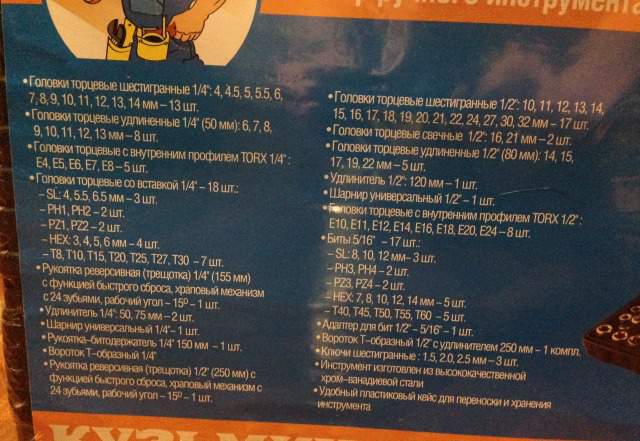 ручного инструмента
• Головки торцевые шестигранные 1/4": 4, 4.5, 5, 5.5, 6,
7, 8, 9, 10, 11, 12, 13, 14 мм – 13 шт.
• Головки торцевые удлиненные 1/4" (50 мм): 6, 7, 8,
9, 10, 11, 12, 13 мм – 8 шт.
• Головки торцевые с внутренним профилем TORX 1/4":
E4, E5, E6, E7, E8 – 5 шт.
• Головки торцевые со вставкой 1/4" – 18 шт.:
– SL: 4, 5.5, 6.5 мм – 3 шт.
– PH1, PH2 – 2 шт.
– PZ1, PZ2 – 2 шт.
– HEX: 3, 4, 5, 6 мм – 4 шт.
– T8, T10, T15, T20, T25, T27, T30 – 7 шт.
• Рукоятка реверсивная (трещотка) 1/4" (155 мм)
с функцией быстрого сброса, храповый механизм
с 24 зубьями, рабочий угол – 15º – 1 шт.
• Удлинитель 1/4": 50, 75 мм – 2 шт.
• Шарнир универсальный 1/4" – 1 шт.
• Рукоятка-битодержатель 1/4" 150 мм – 1 шт.
• Вороток Т–образный 1/4"
• Рукоятка реверсивная (трещотка) 1/2" (250 мм) с
функцией быстрого сброса, храповый механизм с
24 зубьями, рабочий угол – 15º – 1 шт.
• Головки торцевые шестигранные 1/2": 10, 11, 12, 13, 14,
15, 16, 17, 18, 19, 20, 21, 22, 24, 27, 30, 32 мм – 17 шт.
• Головки торцевые свечные 1/2": 16, 21 мм – 2 шт.
• Головки торцевые удлиненные 1/2" (80 мм): 14, 15,
17, 19, 22 мм – 5 шт.
• Удлинитель 1/2": 120 мм – 1 шт.
• Шарнир универсальный 1/2" – 1 шт.
• Головки торцевые с внутренним профилем TORX 1/2":
E10, E11, E12, E14, E16, E18, E20, E24 – 8 шт.
• Биты 5/16" – 17 шт.:
– SL: 8, 10, 12 мм – 3 шт.
– PH3, PH4 – 2 шт.
– PZ3, PZ4 – 2 шт.
– HEX: 7, 8, 10, 12, 14 мм – 5 шт.
– T40, T45, T50, T55, T60 – 5 шт.
• Адаптер для бит 1/2" – 5/16" – 1 шт.
• Вороток Т–образный 1/2" с удлинителем 250 мм – 1 компл.
• Ключи шестигранные : 1.5, 2.0, 2.5 мм – 3 шт.
• Инструмент изготовлен из высококачественной
хром–ванадиевой стали
• Удобный пластиковый кейс для переноски и хранения
инструмента